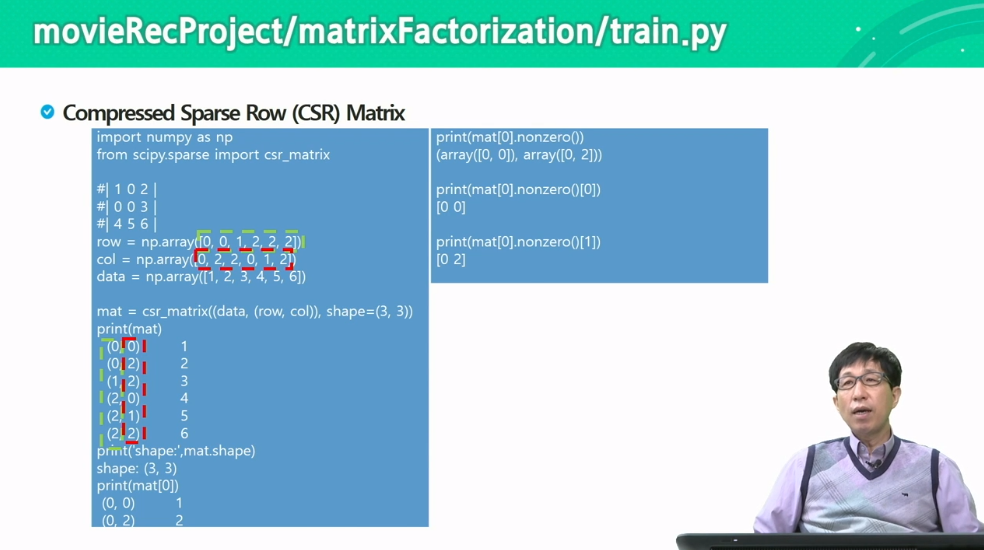 movieRecProject/matrixFactorization/train.py
Compressed Sparse Row (CSR) Matrix
import numpy as np
from scipy.sparse import csr_matrix
#| 1 0 2 |
#| 0 0 3 |
#| 4 5 6 |
row = np.array([0, 0, 1, 2, 2, 2])
col = np.array([0, 2, 2, 0, 1, 2])
data = np.array([1, 2, 3, 4, 5, 6])
mat = csr_matrix((data, (row, col)), shape=(3, 3))
print(mat)
(0, 0) 1
(0, 2) 2
(1, 2) 3
(2, 0) 4
(2, 1) 5
(2, 2) 6
print('shape:',mat.shape)
shape: (3, 3)
print(mat[0])
(0, 0) 1
(0, 2) 2
print(mat[0].nonzero())
(array([0, 0]), array([0, 2]))
print(mat[0].nonzero()[0])
[0 0]
print(mat[0].nonzero()[1])
[0 2]